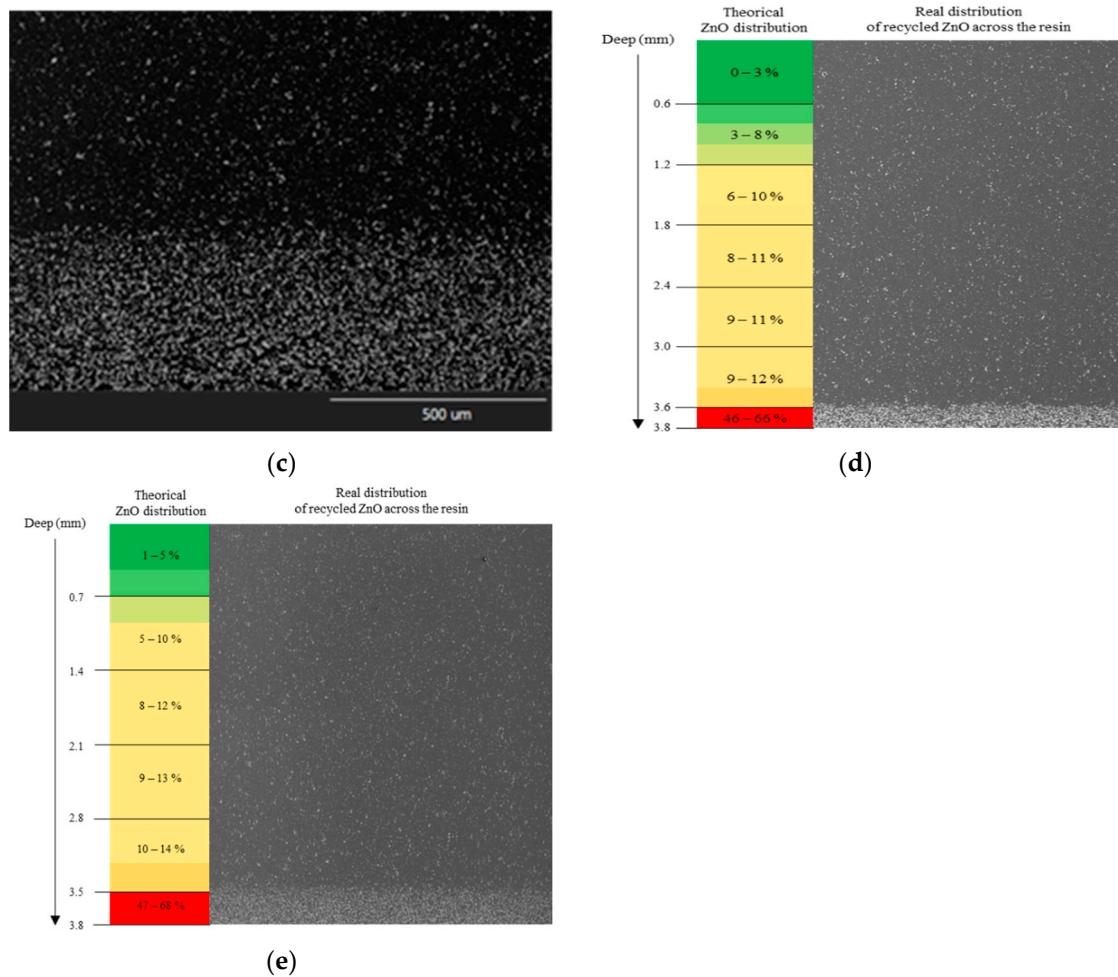 500 um
(c)
Theorical
ZnO distribution
Real distribution
of recycled ZnO across the resin
Deep (mm)
0 – 3 %
0.6
3 – 8 %
1.2
6 – 10 %
1.8
8 – 11 %
2.4
9 – 11 %
3.0
9 – 12 %
3.6
46 – 66 %
3.8
(d)
Theorical
ZnO distribution
Real distribution
of recycled ZnO across the resin
Deep (mm)
1 – 5 %
0.7
5 – 10 %
1.4
8 – 12 %
2.1
9 – 13 %
2.8
10 – 14 %
3.5
47 – 68 %
3.8
(e)